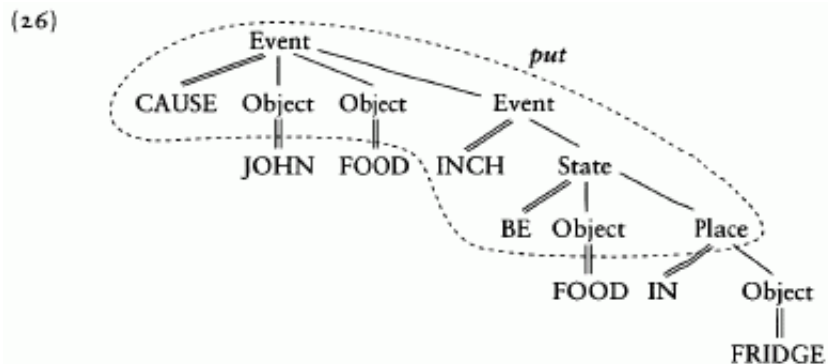 (26)
Event put
CAUSE Object Object Event
JOHN FOOD INCH State
BE Object Place
FOOD IN Object
FRIDGE